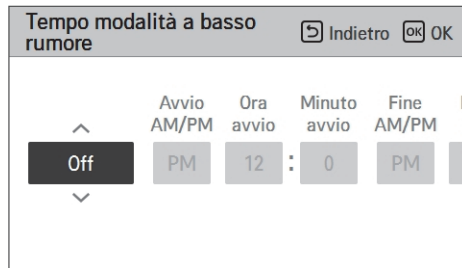 Tempo modalità a basso rumore
Indietro OK OK
Avvio AM/PM Ora avvio Minuto avvio Fine AM/PM
Off PM 12 : 0 PM